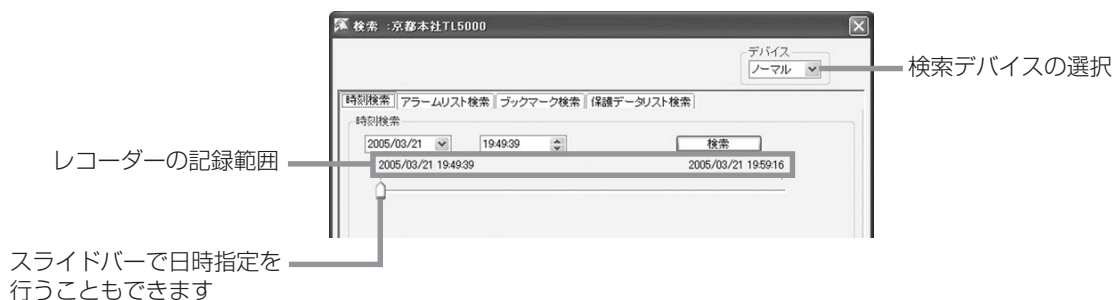 検索 :京都本社TL5000
デバイス
ノーマル
検索デバイスの選択
時刻検索 アラームリスト検索 ブックマーク検索 保護データリスト検索
時刻検索
2005/03/21 19:49:39 検索
レコーダーの記録範囲
2005/03/21 19:49:39 2005/03/21 19:59:16
スライドバーで日時指定を
行うこともできます